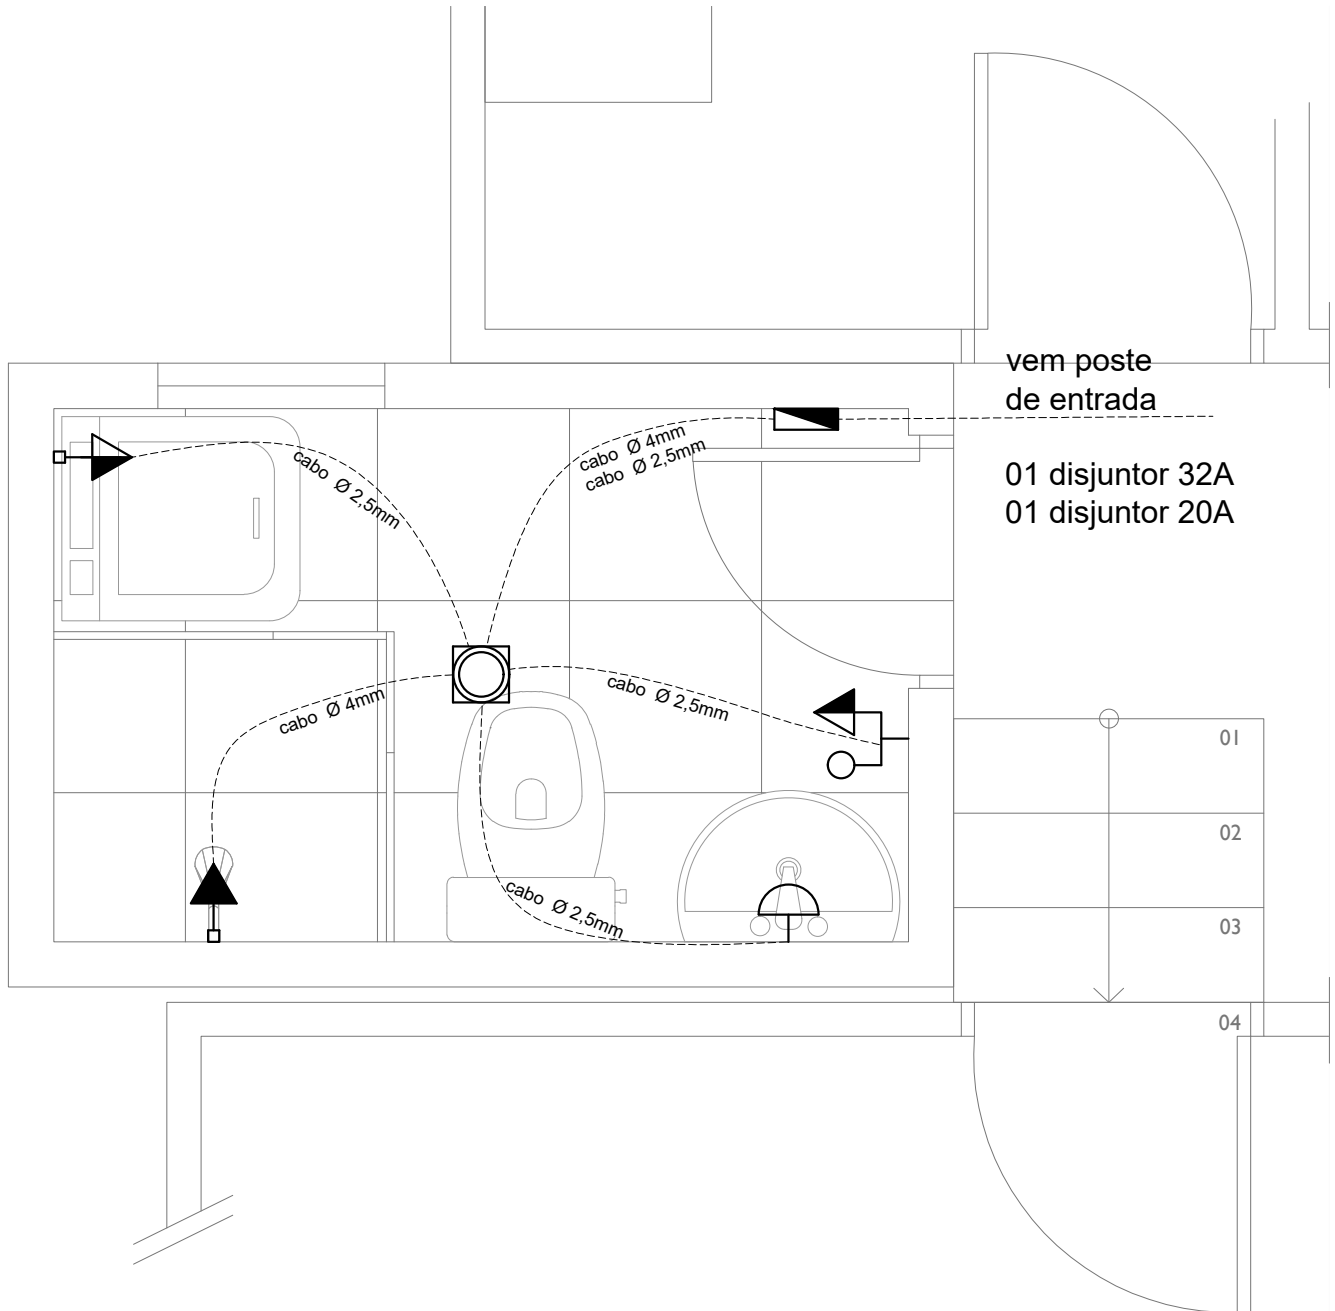 vem poste
de entrada
01 disjuntor 32A
01 disjuntor 20A
cabo Ø 4mm
cabo Ø 2,5mm
cabo Ø 2,5mm
cabo Ø 4mm
cabo Ø 2,5mm
cabo Ø 2,5mm
01
02
03
04